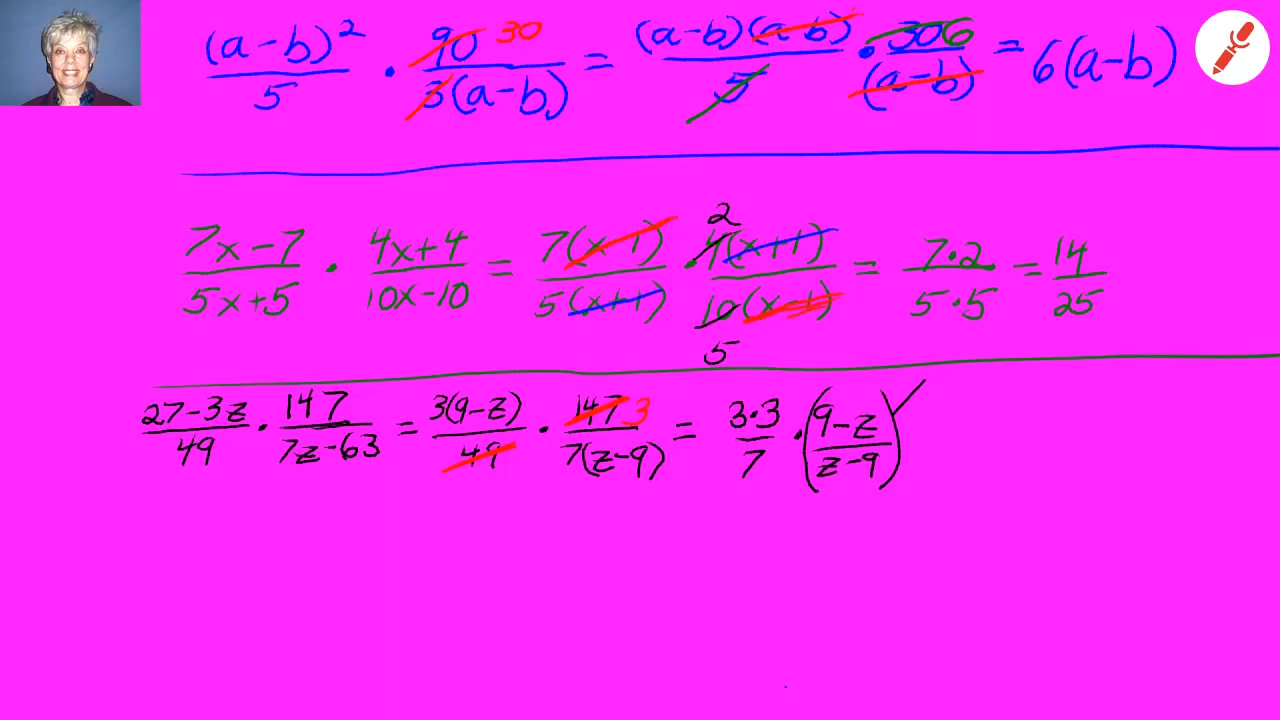 (a-b)²/5 · 90 30/3(a-b) = (a-b)(a-b)/5 · 30 6/(a-b) = 6(a-b)
7x-7/5x+5 · 4x+4/10x-10 = 7(x-1)/5(x+1) · 2 4(x+1)/10(x-1) 5 = 7·2/5·5 = 14/25
27-3z/49 · 147/7z-63 = 3(9-z)/49 · 147 3/7(z-9) = 3·3/7 · (9-z/z-9)